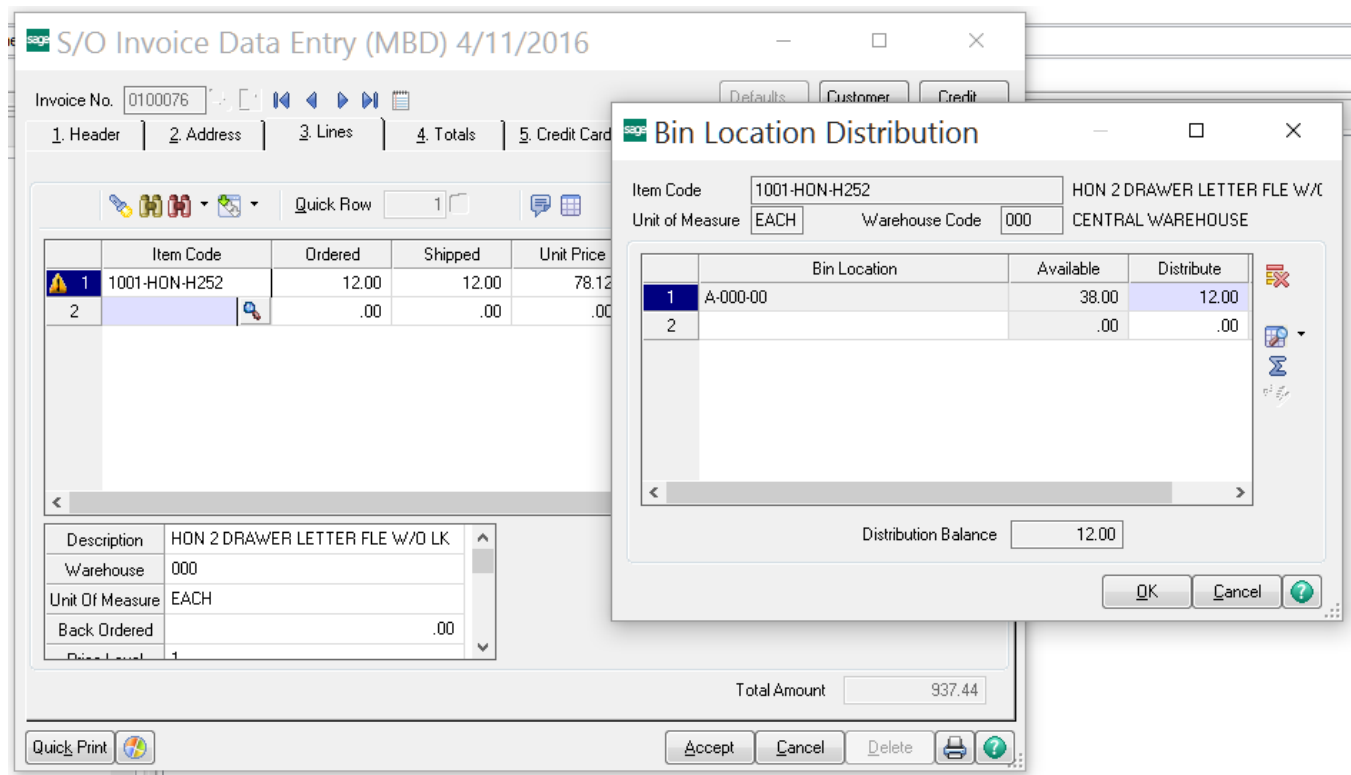 sage S/O Invoice Data Entry (MBD) 4/11/2016
Invoice No. 0100076
Defaults... Customer... Credit...
1. Header 2. Address 3. Lines 4. Totals 5. Credit Card
Quick Row 1
Item Code Ordered Shipped Unit Price
1 1001-HON-H252 12.00 12.00 78.12
2 .00 .00 .00
Description HON 2 DRAWER LETTER FLE W/O LK
Warehouse 000
Unit Of Measure EACH
Back Ordered .00
Price Level 1
Total Amount 937.44
Quick Print Accept Cancel Delete
sage Bin Location Distribution
Item Code 1001-HON-H252 HON 2 DRAWER LETTER FLE W/O
Unit of Measure EACH Warehouse Code 000 CENTRAL WAREHOUSE
Bin Location Available Distribute
1 A-000-00 38.00 12.00
2 .00 .00
Distribution Balance 12.00
OK Cancel